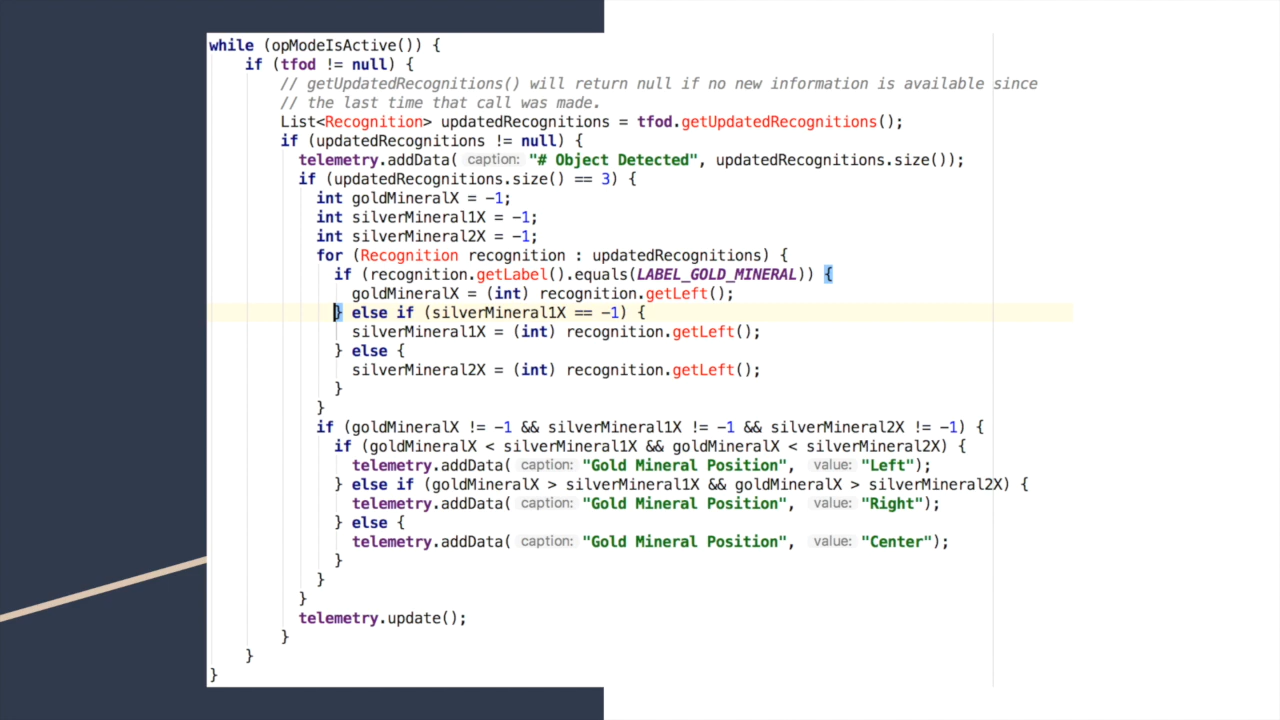 while (opModeIsActive()) {
if (tfod != null) {
// getUpdatedRecognitions() will return null if no new information is available since
// the last time that call was made.
List<Recognition> updatedRecognitions = tfod.getUpdatedRecognitions();
if (updatedRecognitions != null) {
telemetry.addData( caption: "# Object Detected", updatedRecognitions.size());
if (updatedRecognitions.size() == 3) {
int goldMineralX = -1;
int silverMineral1X = -1;
int silverMineral2X = -1;
for (Recognition recognition : updatedRecognitions) {
if (recognition.getLabel().equals(LABEL_GOLD_MINERAL)) {
goldMineralX = (int) recognition.getLeft();
} else if (silverMineral1X == -1) {
silverMineral1X = (int) recognition.getLeft();
} else {
silverMineral2X = (int) recognition.getLeft();
}
}
if (goldMineralX != -1 && silverMineral1X != -1 && silverMineral2X != -1) {
if (goldMineralX < silverMineral1X && goldMineralX < silverMineral2X) {
telemetry.addData( caption: "Gold Mineral Position", value: "Left");
} else if (goldMineralX > silverMineral1X && goldMineralX > silverMineral2X) {
telemetry.addData( caption: "Gold Mineral Position", value: "Right");
} else {
telemetry.addData( caption: "Gold Mineral Position", value: "Center");
}
}
}
telemetry.update();
}
}
}